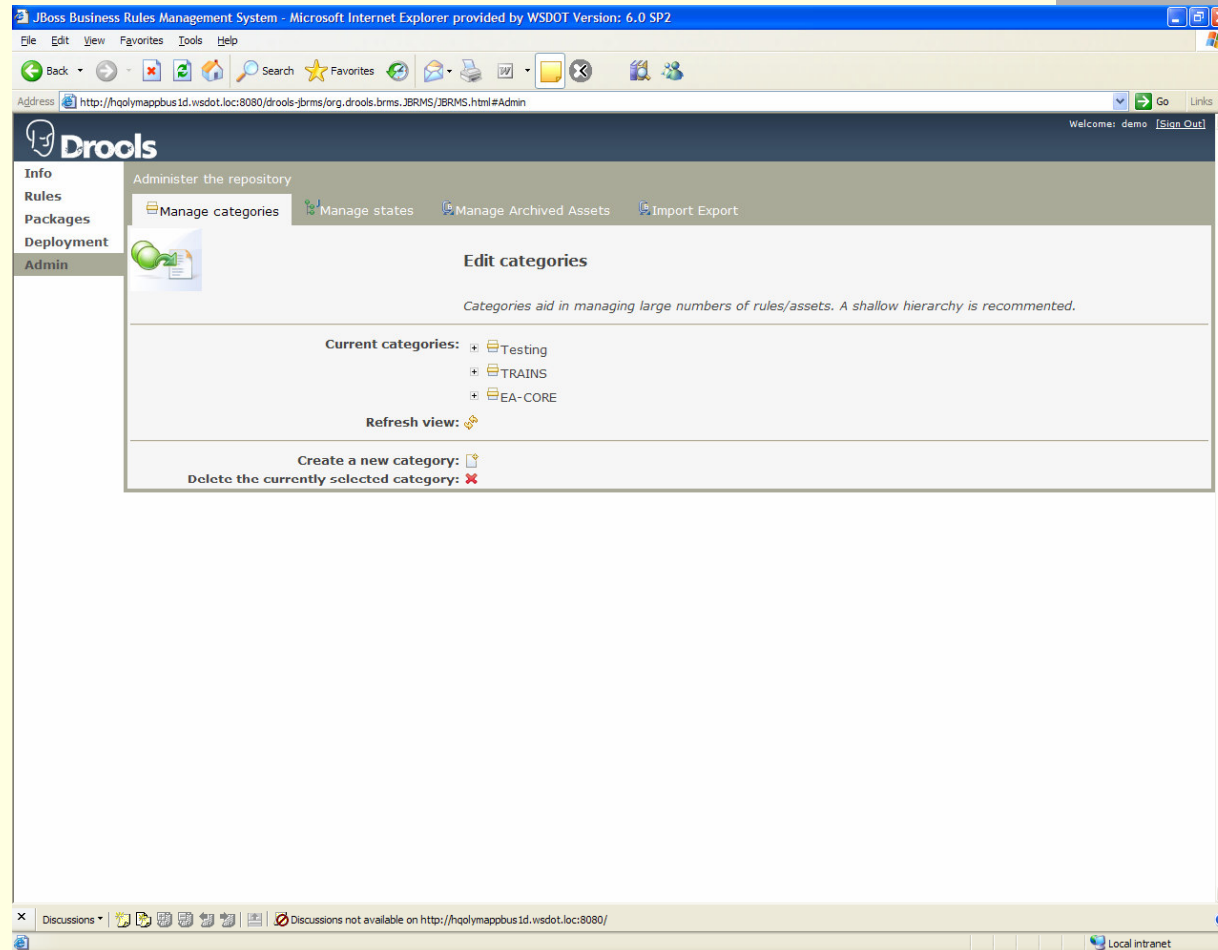 JBoss Business Rules Management System - Microsoft Internet Explorer provided by WSDOT Version: 6.0 SP2
File Edit View Favorites Tools Help
Back Search Favorites
Address http://hqolymappbus1d.wsdot.loc:8080/drools-jbrms/org.drools.brms.JBRMS/JBRMS.html#Admin Go Links
Drools
Welcome: demo [Sign Out]
Info
Rules
Packages
Deployment
Admin
Administer the repository
Manage categories Manage states Manage Archived Assets Import Export
Edit categories
Categories aid in managing large numbers of rules/assets. A shallow hierarchy is recommented.
Current categories: Testing
TRAINS
EA-CORE
Refresh view:
Create a new category:
Delete the currently selected category:
Discussions Discussions not available on http://hqolymappbus1d.wsdot.loc:8080/
Local intranet